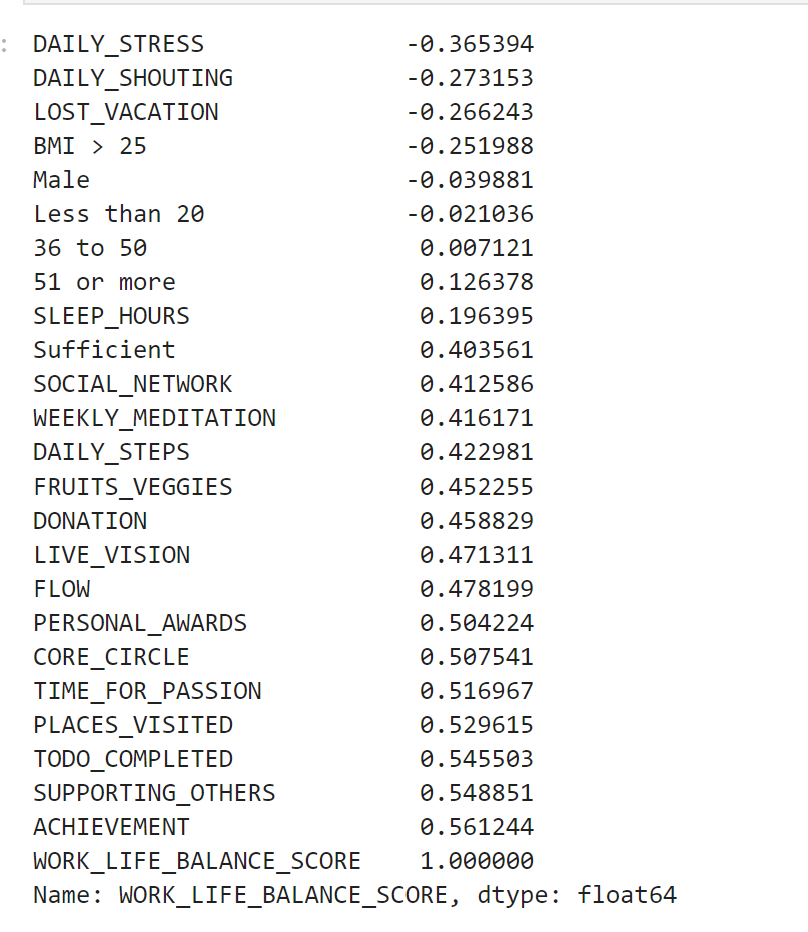 :
DAILY_STRESS -0.365394
DAILY_SHOUTING -0.273153
LOST_VACATION -0.266243
BMI > 25 -0.251988
Male -0.039881
Less than 20 -0.021036
36 to 50 0.007121
51 or more 0.126378
SLEEP_HOURS 0.196395
Sufficient 0.403561
SOCIAL_NETWORK 0.412586
WEEKLY_MEDITATION 0.416171
DAILY_STEPS 0.422981
FRUITS_VEGGIES 0.452255
DONATION 0.458829
LIVE_VISION 0.471311
FLOW 0.478199
PERSONAL_AWARDS 0.504224
CORE_CIRCLE 0.507541
TIME_FOR_PASSION 0.516967
PLACES_VISITED 0.529615
TODO_COMPLETED 0.545503
SUPPORTING_OTHERS 0.548851
ACHIEVEMENT 0.561244
WORK_LIFE_BALANCE_SCORE 1.000000
Name: WORK_LIFE_BALANCE_SCORE, dtype: float64